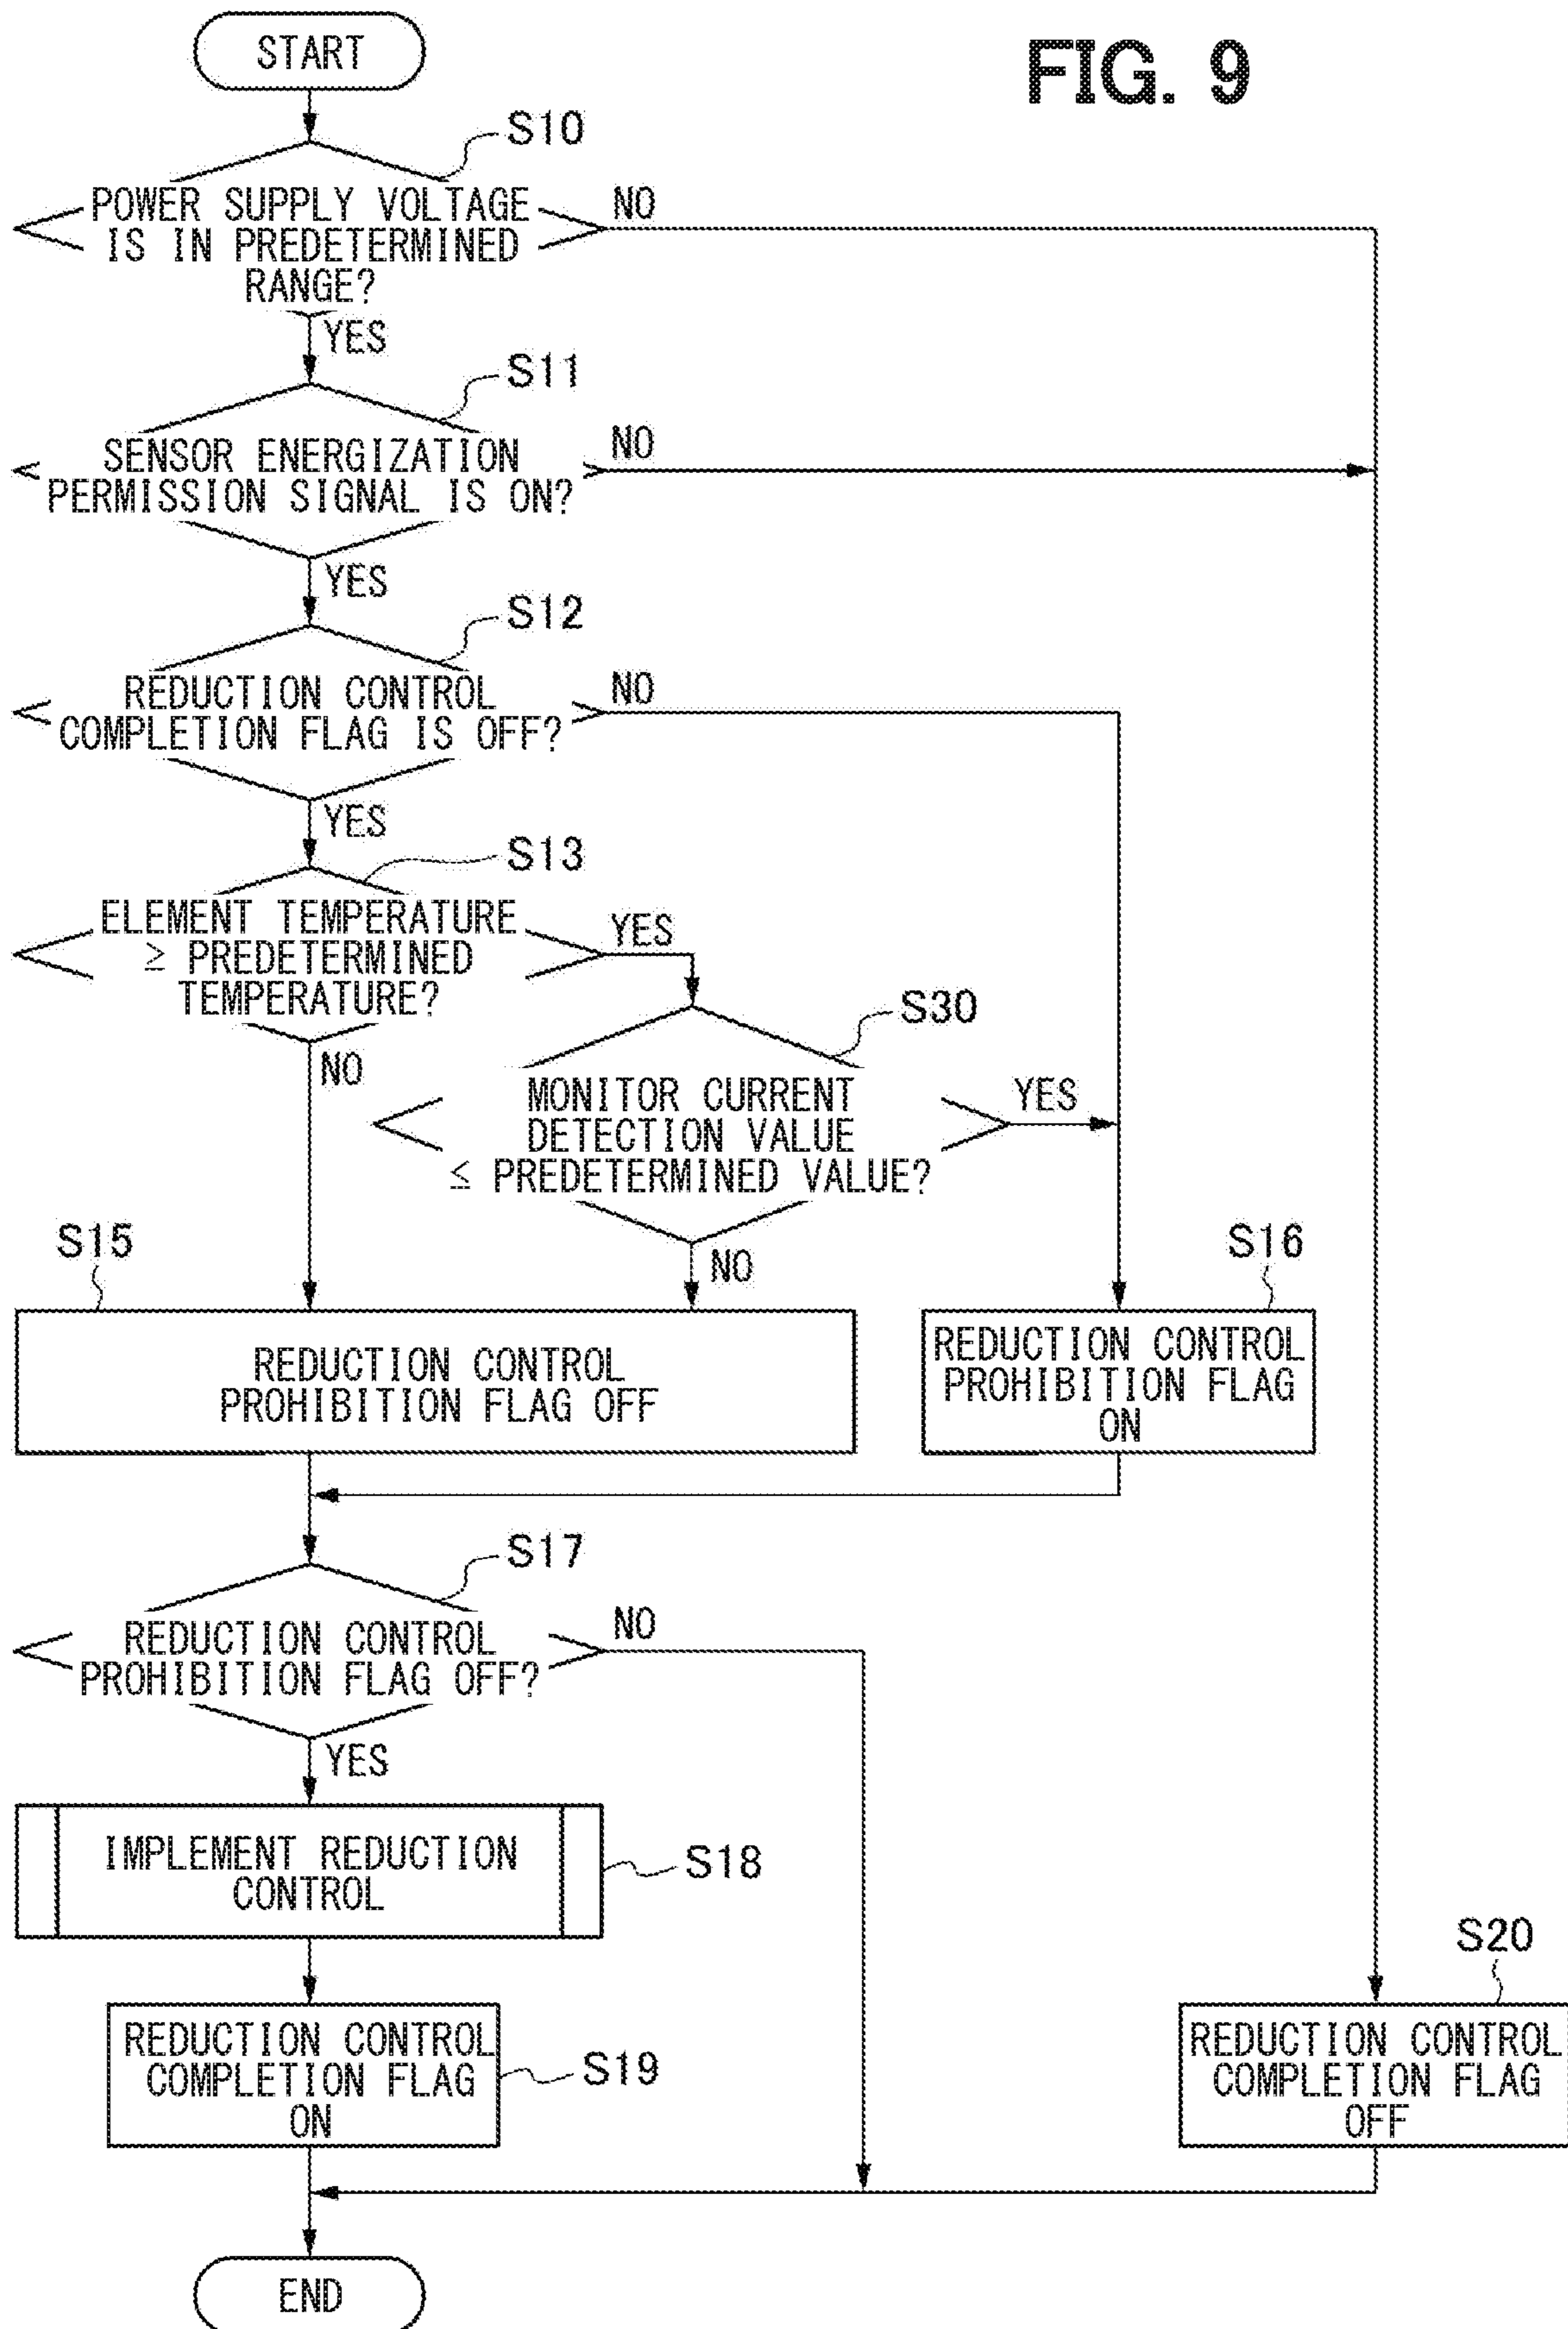 START
FIG. 9
S10
POWER SUPPLY VOLTAGE
IS IN PREDETERMINED
RANGE?
NO
YES
S11
SENSOR ENERGIZATION
PERMISSION SIGNAL IS ON?
NO
YES
S12
REDUCTION CONTROL
COMPLETION FLAG IS OFF?
NO
YES
S13
ELEMENT TEMPERATURE
≥ PREDETERMINED
TEMPERATURE?
YES
NO
S30
MONITOR CURRENT
DETECTION VALUE
≤ PREDETERMINED VALUE?
YES
NO
S15
REDUCTION CONTROL
PROHIBITION FLAG OFF
S16
REDUCTION CONTROL
PROHIBITION FLAG
ON
S17
REDUCTION CONTROL
PROHIBITION FLAG OFF?
NO
YES
IMPLEMENT REDUCTION
CONTROL
S18
REDUCTION CONTROL
COMPLETION FLAG
ON
S19
S20
REDUCTION CONTROL
COMPLETION FLAG
OFF
END